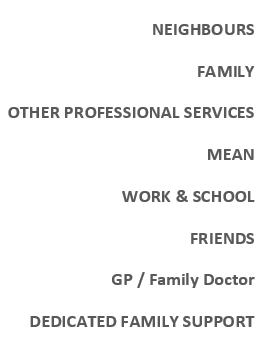 NEIGHBOURS
FAMILY
OTHER PROFESSIONAL SERVICES
MEAN
WORK & SCHOOL
FRIENDS
GP / Family Doctor
DEDICATED FAMILY SUPPORT